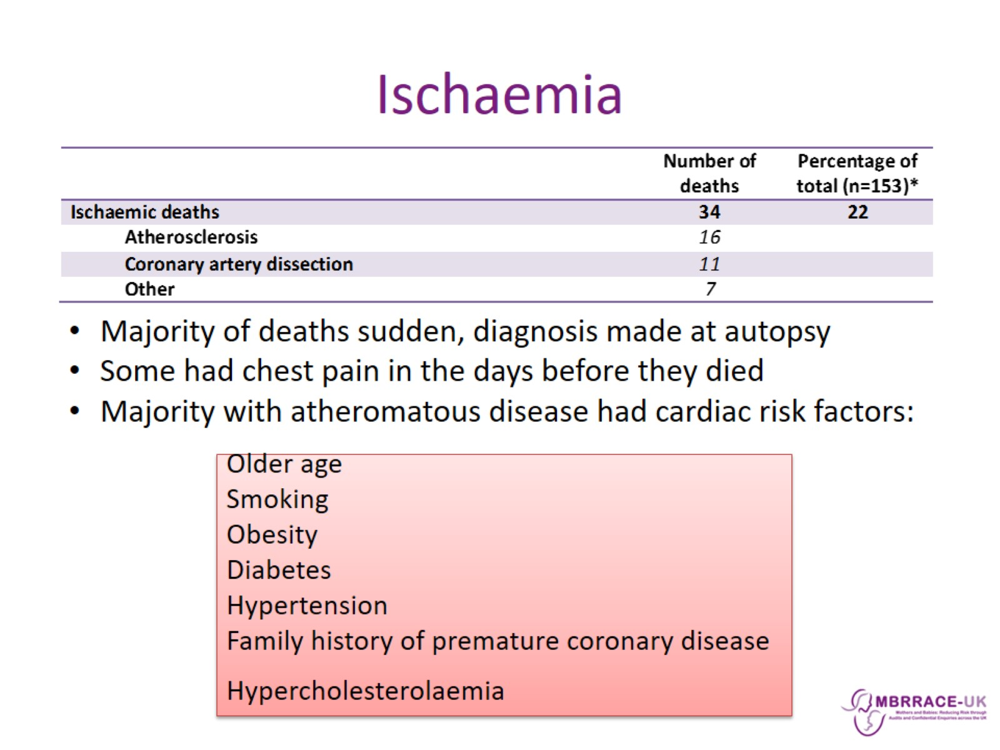 Ischaemia
Number of deaths Percentage of total (n=153)*
Ischaemic deaths 34 22
Atherosclerosis 16
Coronary artery dissection 11
Other 7
• Majority of deaths sudden, diagnosis made at autopsy
• Some had chest pain in the days before they died
• Majority with atheromatous disease had cardiac risk factors:
Older age
Smoking
Obesity
Diabetes
Hypertension
Family history of premature coronary disease
Hypercholesterolaemia
MBRRACE-UK
Mothers and Babies: Reducing Risk through
Audits and Confidential Enquiries across the UK